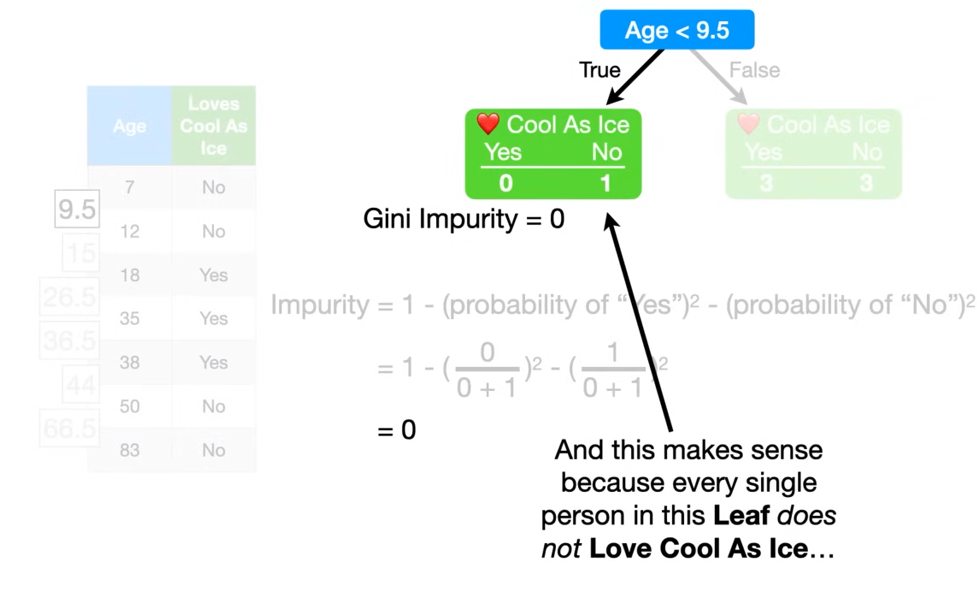 Age < 9.5
True
False
❤️ Cool As Ice
Yes No
0 1
❤️ Cool As Ice
Yes No
3 3
Gini Impurity = 0
Age
Loves
Cool As
Ice
7 No
9.5
12 No
15
18 Yes
26.5
35 Yes
36.5
38 Yes
44
50 No
66.5
83 No
Impurity = 1 - (probability of “Yes”)² - (probability of “No”)²
= 1 - ( 0 / 0 + 1 )² - ( 1 / 0 + 1 )²
= 0
And this makes sense
because every single
person in this Leaf does
not Love Cool As Ice…